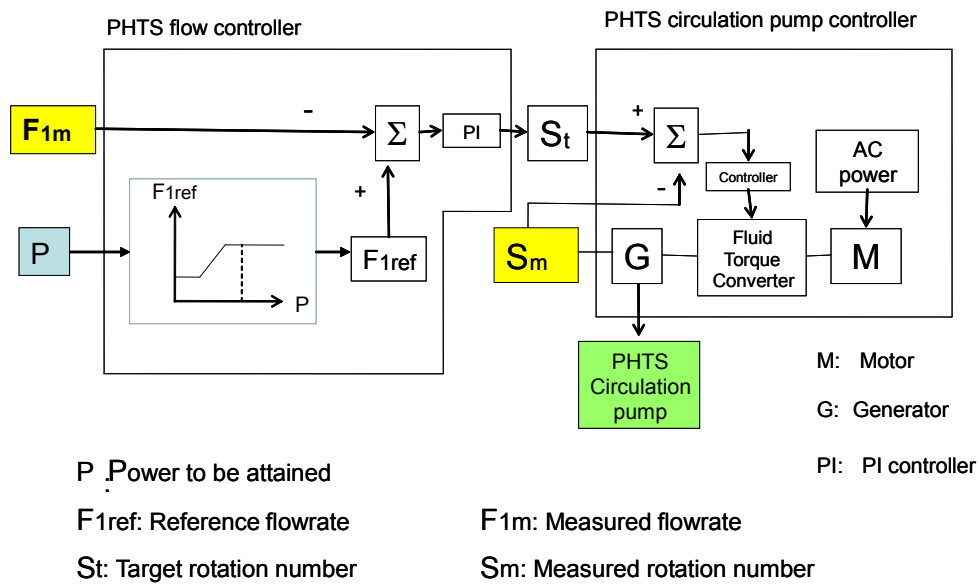 PHTS flow controller
PHTS circulation pump controller
F1m
-
Σ
PI
St
+
Σ
AC
power
Controller
+
-
F1ref
P
P
F1ref
Sm
G
Fluid
Torque
Converter
M
PHTS
Circulation
pump
M: Motor
G: Generator
PI: PI controller
P : Power to be attained
F1ref: Reference flowrate
F1m: Measured flowrate
St: Target rotation number
Sm: Measured rotation number